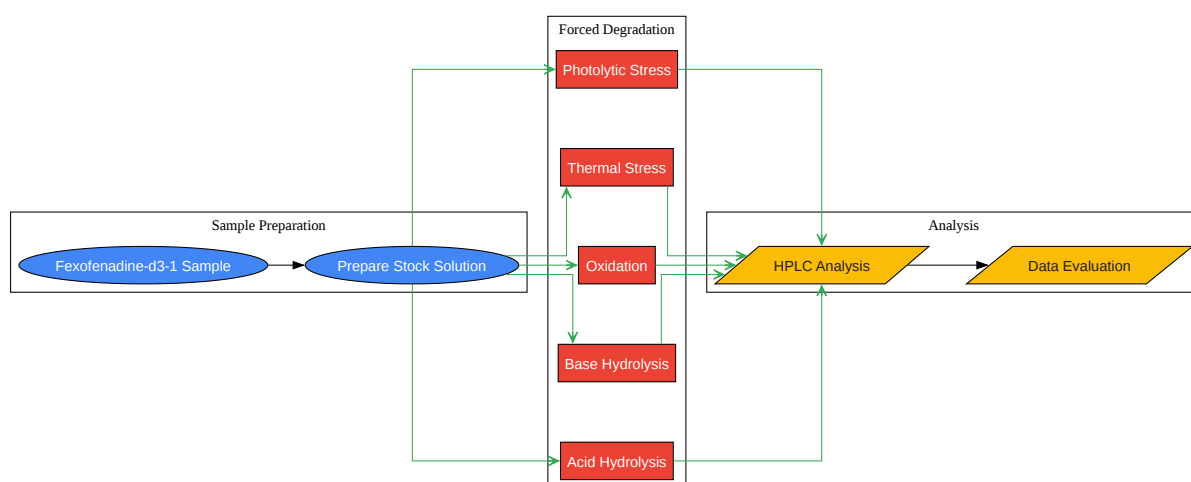 Forced Degradation
Photolytic Stress
Thermal Stress
Sample Preparation
Analysis
Fexofenadine-d3-1 Sample
Prepare Stock Solution
Oxidation
HPLC Analysis
Data Evaluation
Base Hydrolysis
Acid Hydrolysis